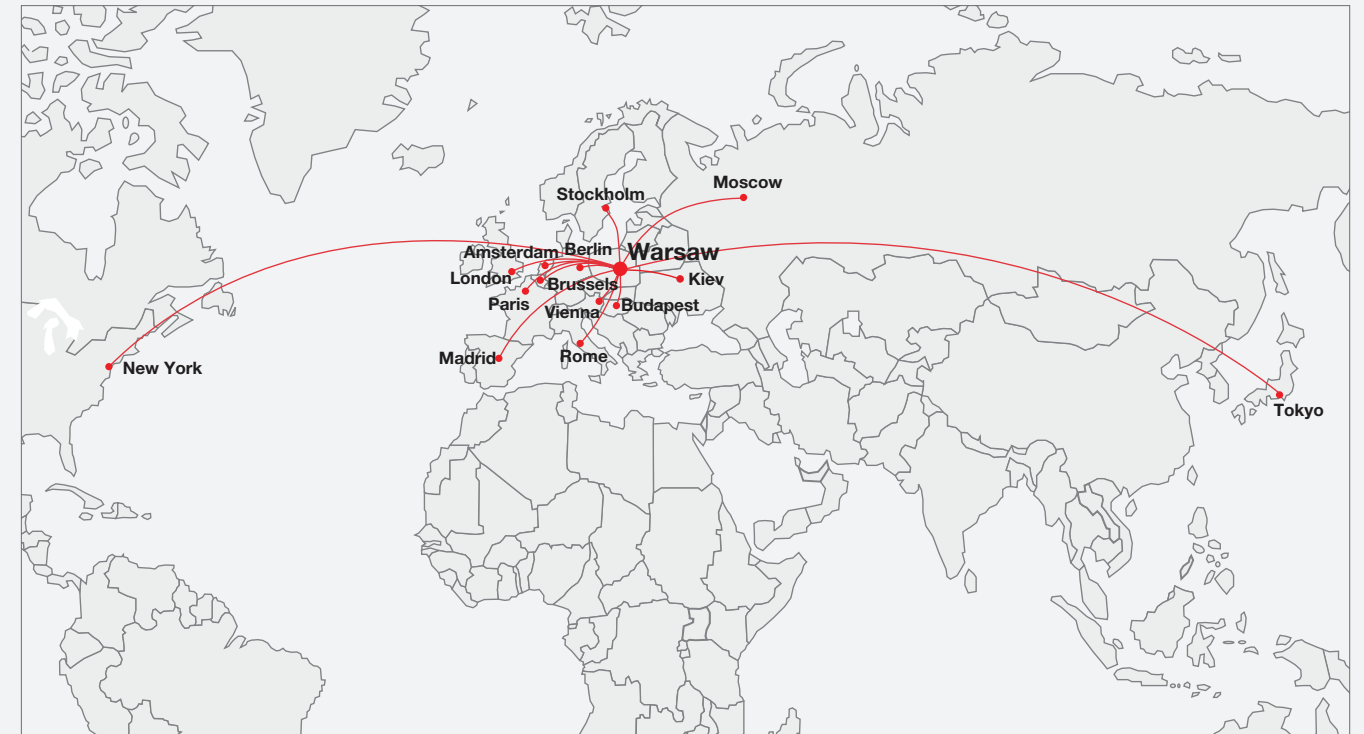 Moscow
Stockholm
Berlin
Amsterdam
Warsaw
London
Kiev
Brussels
Paris
Budapest
Vienna
Rome
Madrid
New York
Tokyo